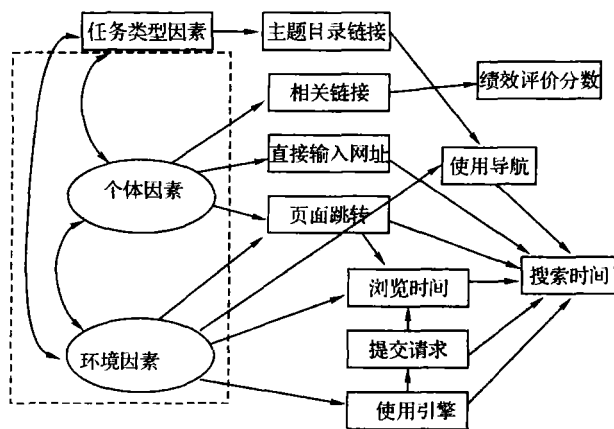 任务类型因素
主题目录链接
相关链接
绩效评价分数
直接输入网址
使用导航
个体因素
页面跳转
浏览时间
搜索时间
提交请求
环境因素
使用引擎